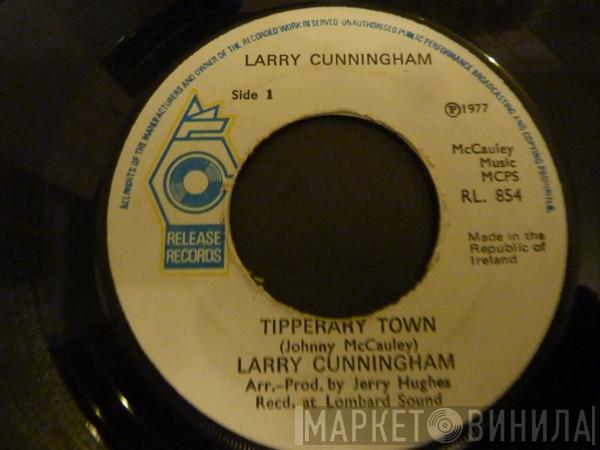 ALL RIGHTS OF THE MANUFACTURERS AND OWNER OF THE RECORDED WORK RESERVED UNAUTHORISED PUBLIC PERFORMANCE BROADCASTING AND COPYING PROHIBITED.
LARRY CUNNINGHAM
Side 1
Ⓟ1977
McCauley
Music
MCPS
RL. 854
RELEASE
RECORDS
Made in the
Republic of
Ireland
TIPPERARY TOWN
(Johnny McCauley)
LARRY CUNNINGHAM
Arr.-Prod. by Jerry Hughes
Recd. at Lombard Sound
МАРКЕТ ВИНИЛА